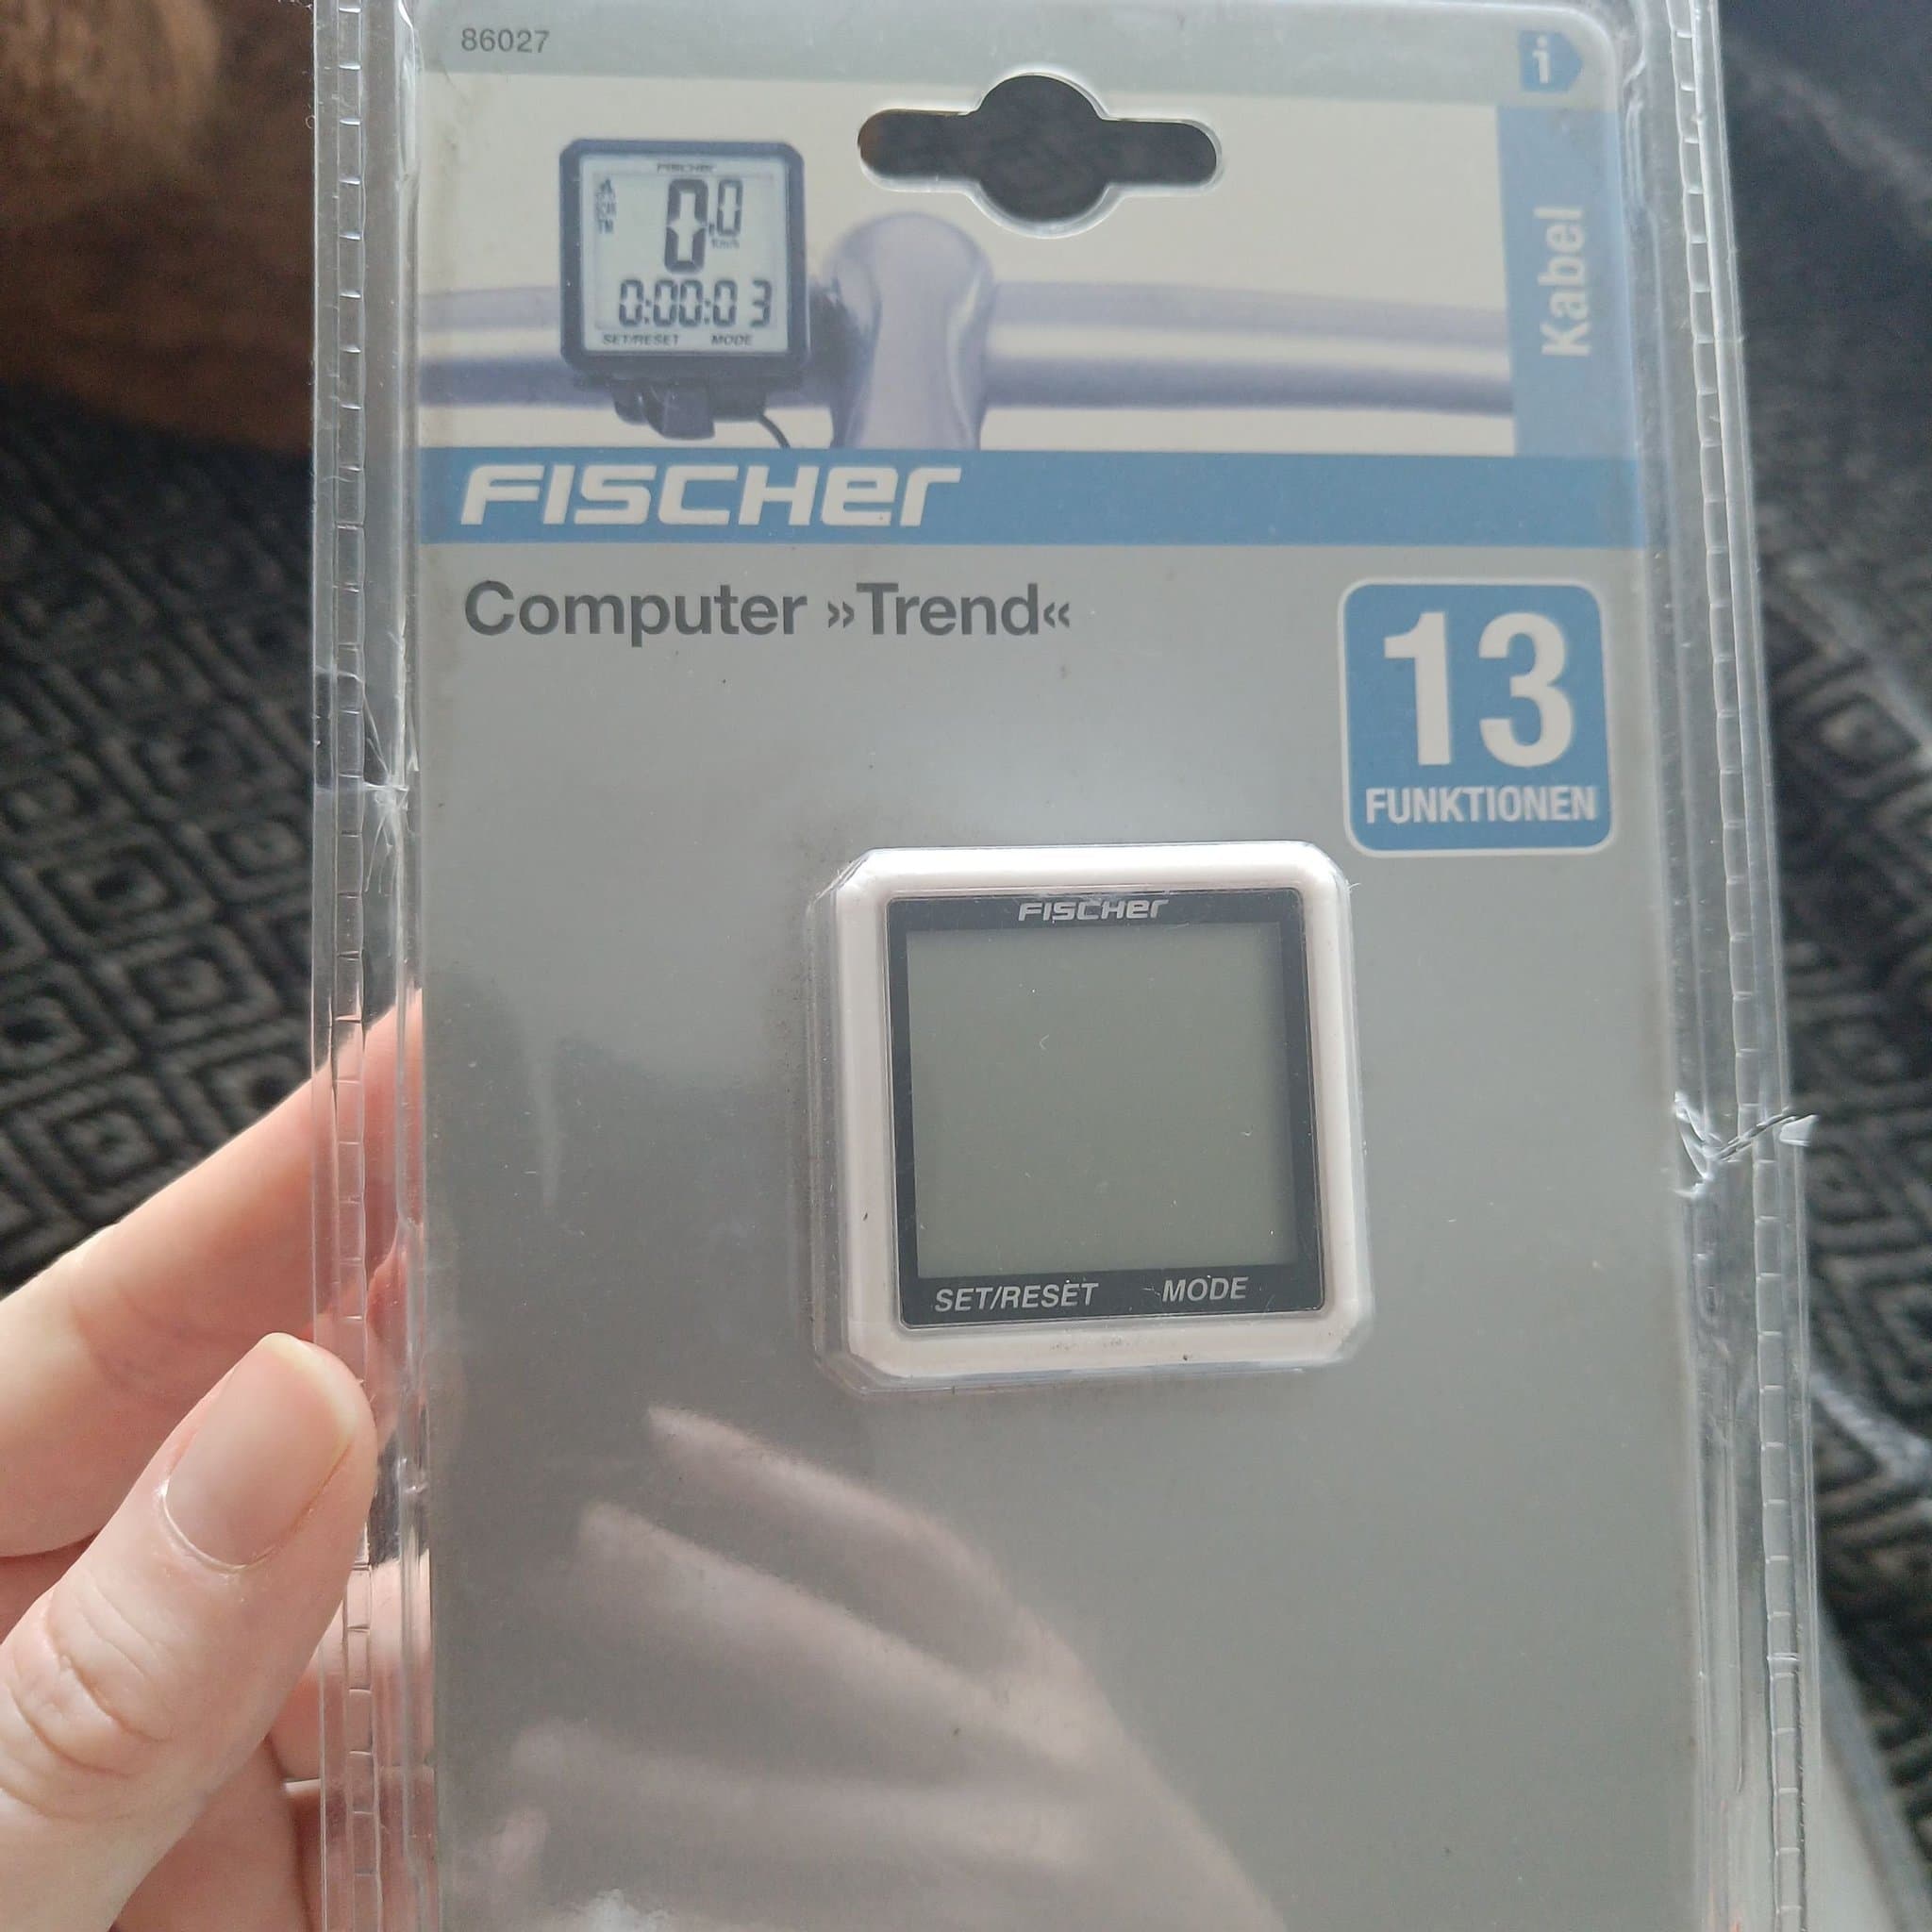 86027
i
FISCHER
0.0
Km/h
0:00:03
SET/RESET MODE
Kabel
FISCHER
Computer »Trend«
13
FUNKTIONEN
FISCHER
SET/RESET MODE